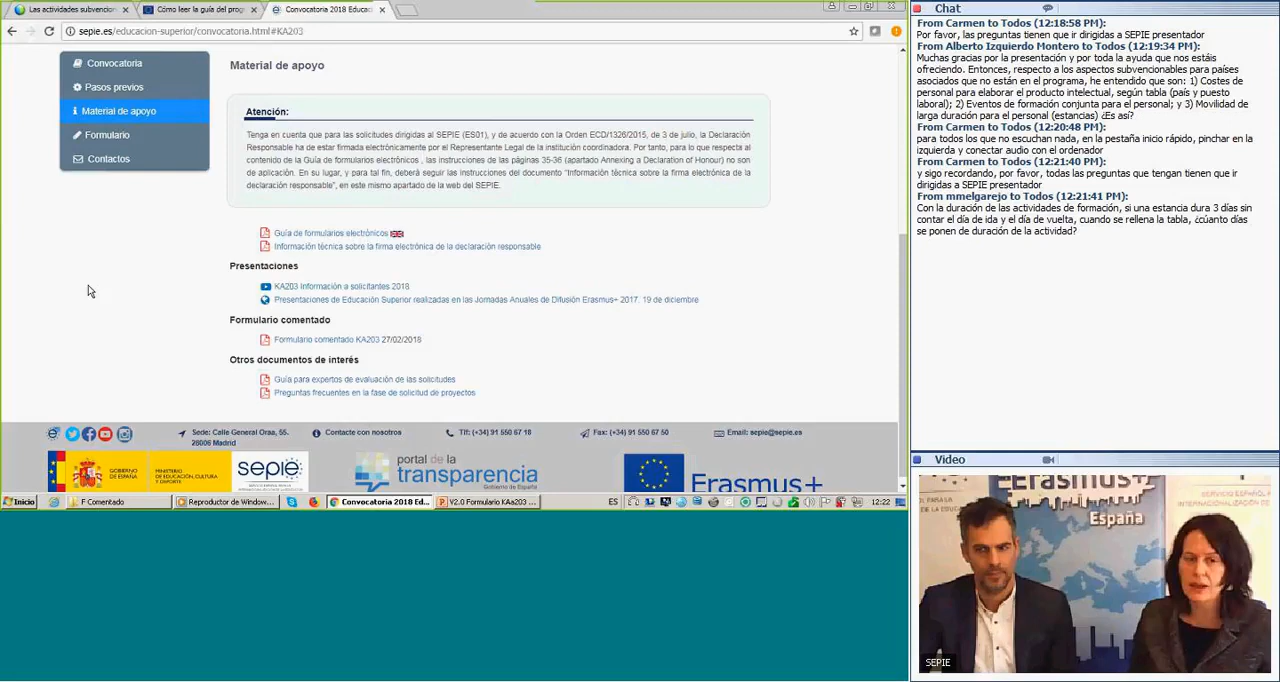 Las actividades subvencion
Cómo leer la guía del prog
Convocatoria 2018 Educac
sepie.es/educacion-superior/convocatoria.html#KA203
Convocatoria
Pasos previos
Material de apoyo
Formulario
Contactos
Material de apoyo
Atención:
Tenga en cuenta que para las solicitudes dirigidas al SEPIE (ES01), y de acuerdo con la Orden ECD/1326/2015, de 3 de julio, la Declaración
Responsable ha de estar firmada electrónicamente por el Representante Legal de la institución coordinadora. Por tanto, para lo que respecta al
contenido de la Guía de formularios electrónicos , las instrucciones de las páginas 35-36 (apartado Annexing a Declaration of Honour) no son
de aplicación. En su lugar, y para tal fin, deberá seguir las instrucciones del documento "Información técnica sobre la firma electrónica de la
declaración responsable", en este mismo apartado de la web del SEPIE.
Guía de formularios electrónicos
Información técnica sobre la firma electrónica de la declaración responsable
Presentaciones
KA203 Información a solicitantes 2018
Presentaciones de Educación Superior realizadas en las Jornadas Anuales de Difusión Erasmus+ 2017. 19 de diciembre
Formulario comentado
Formulario comentado KA203 27/02/2018
Otros documentos de interés
Guía para expertos de evaluación de las solicitudes
Preguntas frecuentes en la fase de solicitud de proyectos
Sede: Calle General Oraa, 55.
28006 Madrid
Contacte con nosotros
Tlf: (+34) 91 550 67 18
Fax: (+34) 91 550 67 50
Email: sepie@sepie.es
GOBIERNO
DE ESPAÑA
MINISTERIO
DE EDUCACIÓN, CULTURA
Y DEPORTE
sepie
portal de la
transparencia
Gobierno de España
Erasmus+
Inicio
F Comentado
Reproductor de Window...
Convocatoria 2018 Ed...
V2.0 Formulario KAa203 ...
ES
12:22
Chat
From Carmen to Todos (12:18:58 PM):
Por favor, las preguntas tienen que ir dirigidas a SEPIE presentador
From Alberto Izquierdo Montero to Todos (12:19:34 PM):
Muchas gracias por la presentación y por toda la ayuda que nos estáis
ofreciendo. Entonces, respecto a los aspectos subvencionables para países
asociados que no están en el programa, he entendido que son: 1) Costes de
personal para elaborar el producto intelectual, según tabla (país y puesto
laboral); 2) Eventos de formación conjunta para el personal; y 3) Movilidad de
larga duración para el personal (estancias) ¿Es así?
From Carmen to Todos (12:20:48 PM):
para todos los que no escuchan nada, en la pestaña inicio rápido, pinchar en la
izquierda y conectar audio con el ordenador
From Carmen to Todos (12:21:40 PM):
y sigo recordando, por favor, todas las preguntas que tengan tienen que ir
dirigidas a SEPIE presentador
From mmelgarejo to Todos (12:21:41 PM):
Con la duración de las actividades de formación, si una estancia dura 3 días sin
contar el día de ida y el día de vuelta, cuando se rellena la tabla, ¿cúanto días
se ponen de duración de la actividad?
Video
Erasmus+
España
SEPIE